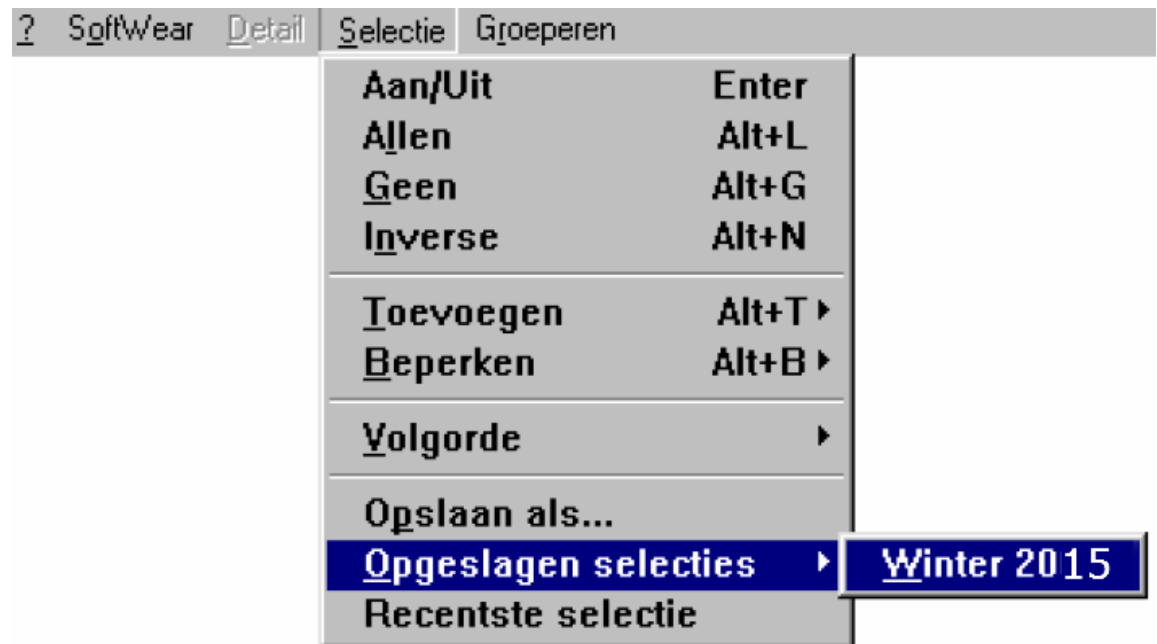 ? SoftWear Detail Selectie Groeperen
Aan/Uit Enter
Allen Alt+L
Geen Alt+G
Inverse Alt+N
Toevoegen Alt+T
Beperken Alt+B
Volgorde
Opslaan als...
Opgeslagen selecties Winter 2015
Recentste selectie